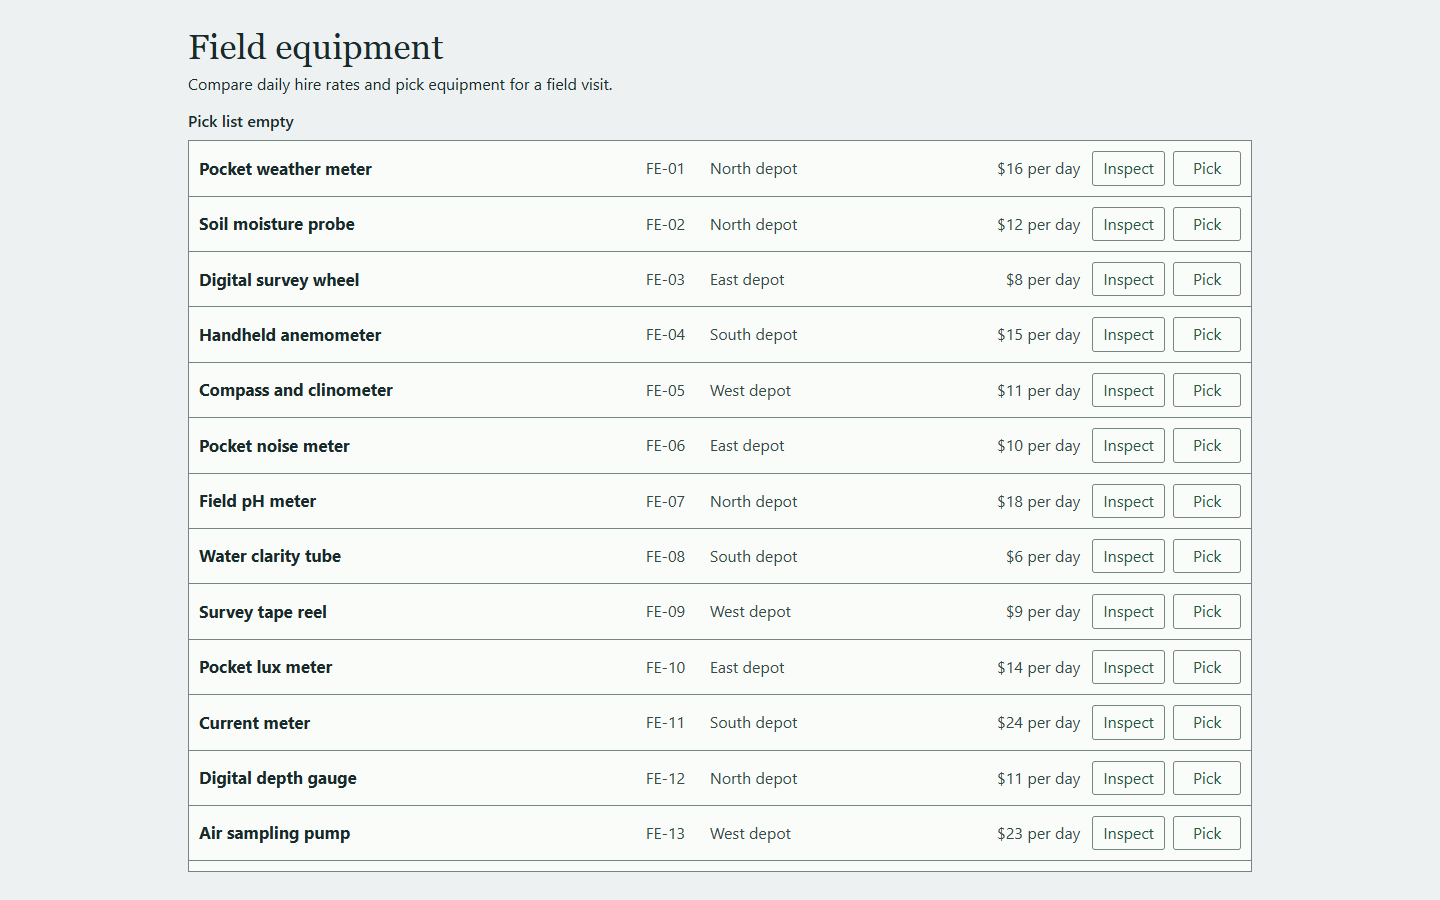 Field equipment
Compare daily hire rates and pick equipment for a field visit.
Pick list empty
Pocket weather meter FE-01 North depot $16 per day Inspect Pick
Soil moisture probe FE-02 North depot $12 per day Inspect Pick
Digital survey wheel FE-03 East depot $8 per day Inspect Pick
Handheld anemometer FE-04 South depot $15 per day Inspect Pick
Compass and clinometer FE-05 West depot $11 per day Inspect Pick
Pocket noise meter FE-06 East depot $10 per day Inspect Pick
Field pH meter FE-07 North depot $18 per day Inspect Pick
Water clarity tube FE-08 South depot $6 per day Inspect Pick
Survey tape reel FE-09 West depot $9 per day Inspect Pick
Pocket lux meter FE-10 East depot $14 per day Inspect Pick
Current meter FE-11 South depot $24 per day Inspect Pick
Digital depth gauge FE-12 North depot $11 per day Inspect Pick
Air sampling pump FE-13 West depot $23 per day Inspect Pick